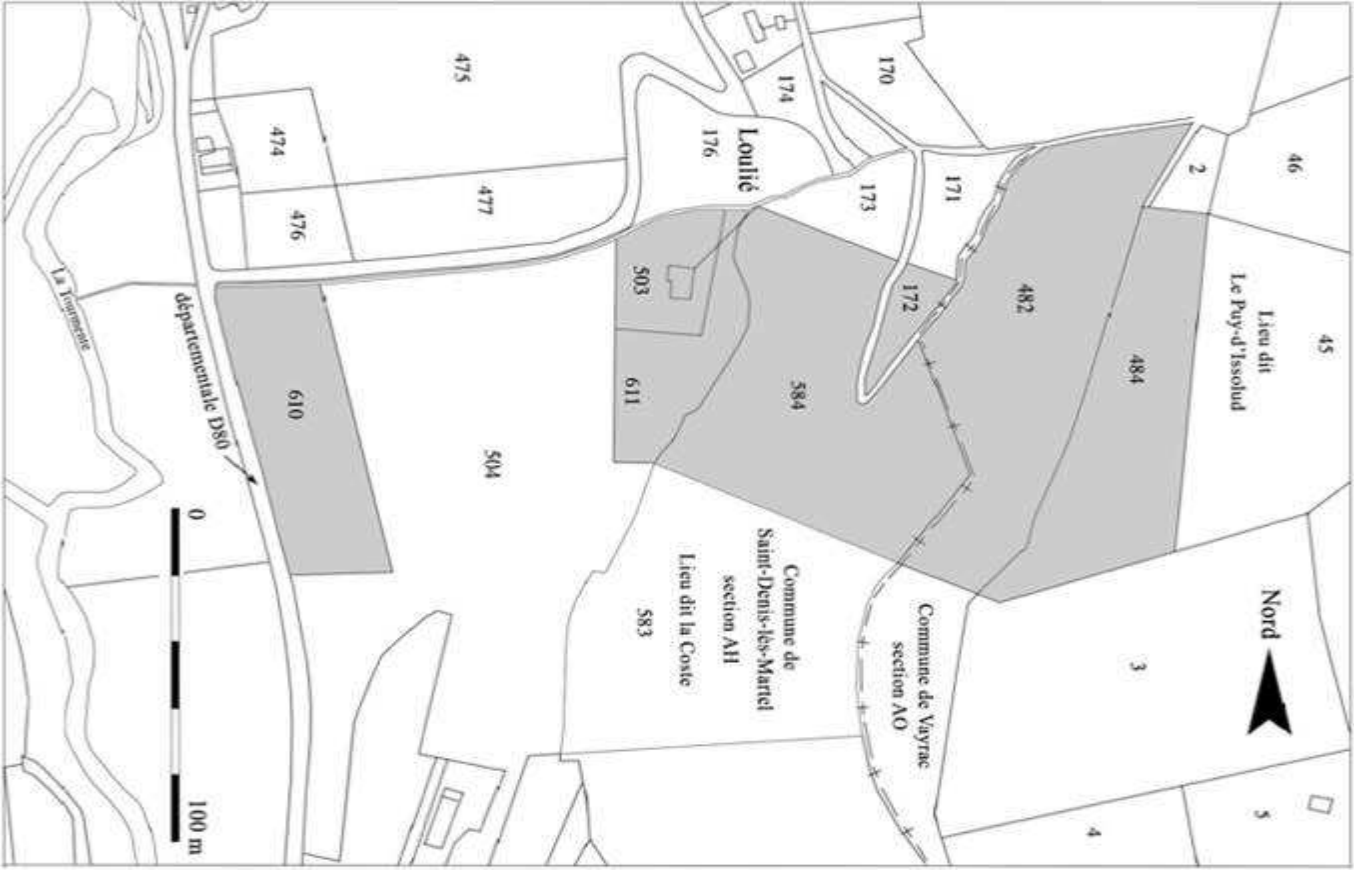 475
170
174
46
Loulié
176
2
474
171
173
477
476
45
Lieu dit
Le Puy-d'Issolud
503
172
482
La Tourmente
484
départementale D80
610
611
584
504
0
Commune de
Saint-Denis-lès-Martel
section AH
Lieu dit la Coste
583
Nord
Commune de Vayrac
section AO
3
100 m
4
5